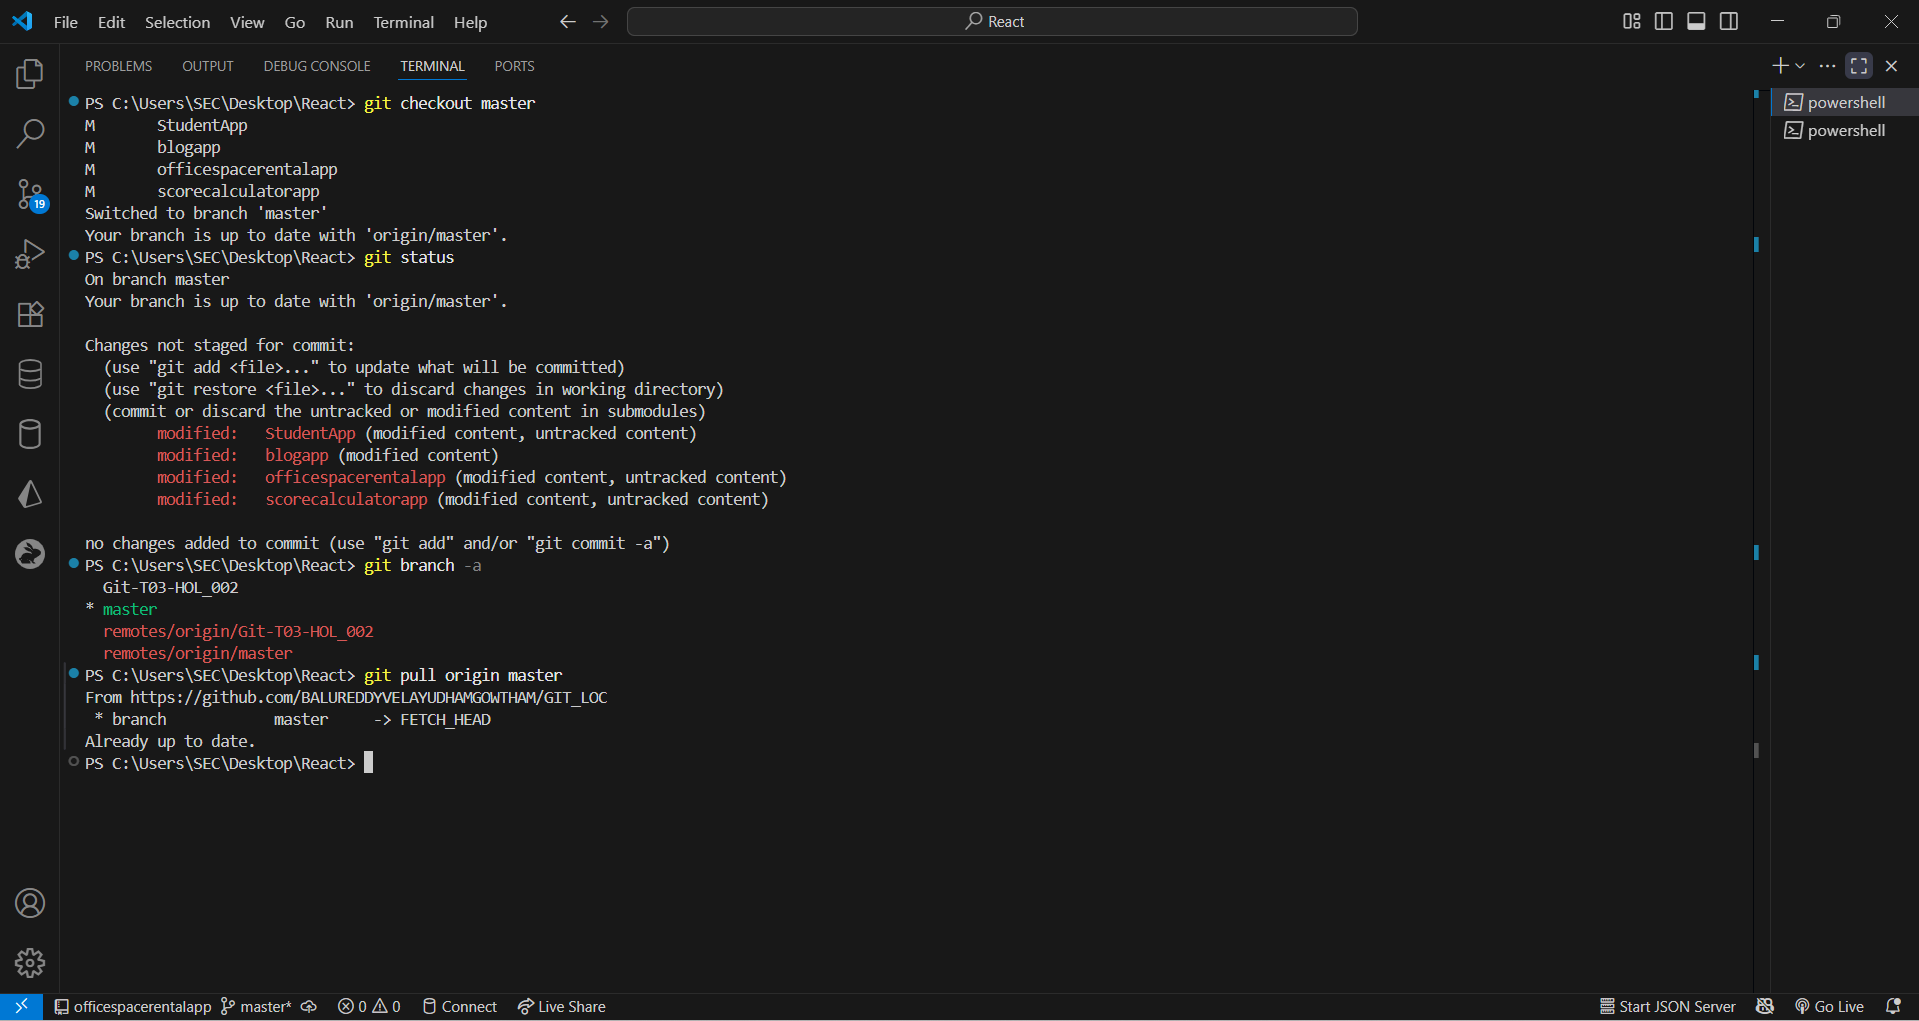 File Edit Selection View Go Run Terminal Help
React
PROBLEMS OUTPUT DEBUG CONSOLE TERMINAL PORTS
PS C:\Users\SEC\Desktop\React> git checkout master
M       StudentApp
M       blogapp
M       officespacerentalapp
M       scorecalculatorapp
Switched to branch 'master'
Your branch is up to date with 'origin/master'.
PS C:\Users\SEC\Desktop\React> git status
On branch master
Your branch is up to date with 'origin/master'.
Changes not staged for commit:
  (use "git add <file>..." to update what will be committed)
  (use "git restore <file>..." to discard changes in working directory)
  (commit or discard the untracked or modified content in submodules)
        modified:   StudentApp (modified content, untracked content)
        modified:   blogapp (modified content)
        modified:   officespacerentalapp (modified content, untracked content)
        modified:   scorecalculatorapp (modified content, untracked content)
no changes added to commit (use "git add" and/or "git commit -a")
PS C:\Users\SEC\Desktop\React> git branch -a
  Git-T03-HOL_002
* master
  remotes/origin/Git-T03-HOL_002
  remotes/origin/master
PS C:\Users\SEC\Desktop\React> git pull origin master
From https://github.com/BALUREDDYVELAYUDHAMGOWTHAM/GIT_LOC
 * branch            master     -> FETCH_HEAD
Already up to date.
PS C:\Users\SEC\Desktop\React>
powershell
powershell
19
officespacerentalapp master* 0 0 Connect Live Share
Start JSON Server Go Live